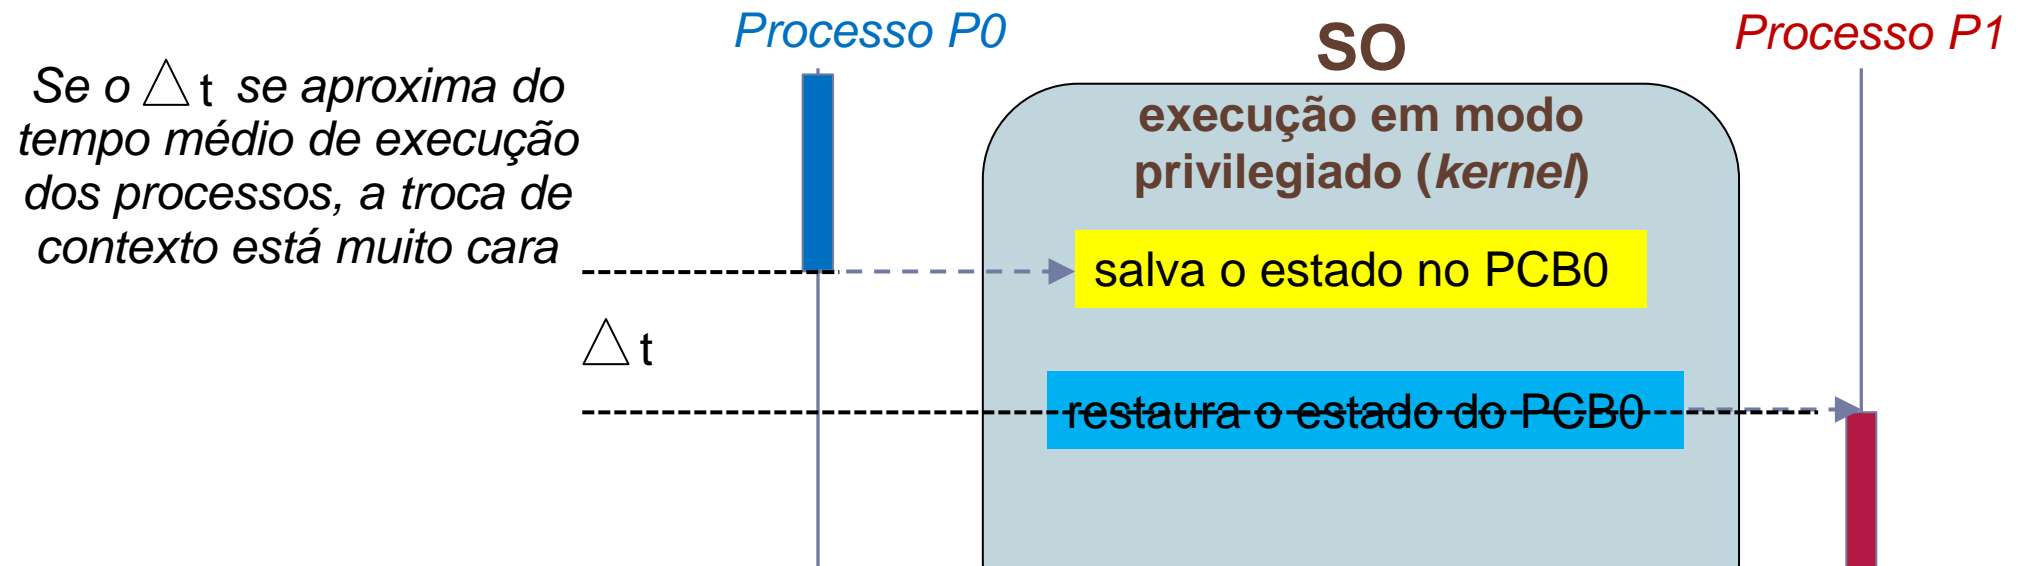 Processo P0
SO
Processo P1
Se o △ t se aproxima do
tempo médio de execução
dos processos, a troca de
contexto está muito cara
execução em modo
privilegiado (kernel)
salva o estado no PCB0
△ t
restaura o estado do PCB0